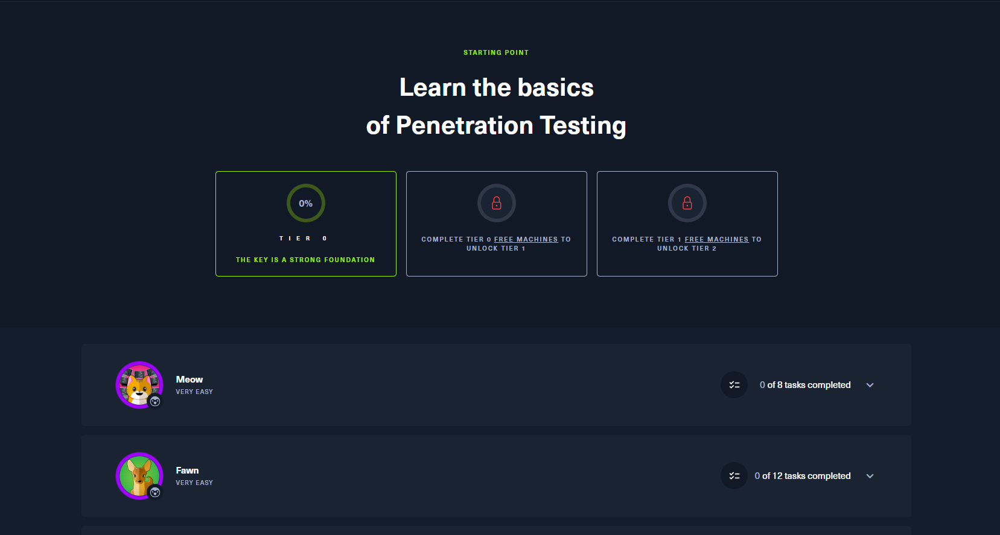 STARTING POINT
Learn the basics
of Penetration Testing
0%
TIER 0
THE KEY IS A STRONG FOUNDATION
COMPLETE TIER 0 FREE MACHINES TO
UNLOCK TIER 1
COMPLETE TIER 1 FREE MACHINES TO
UNLOCK TIER 2
Meow
VERY EASY
0 of 8 tasks completed
Fawn
VERY EASY
0 of 12 tasks completed